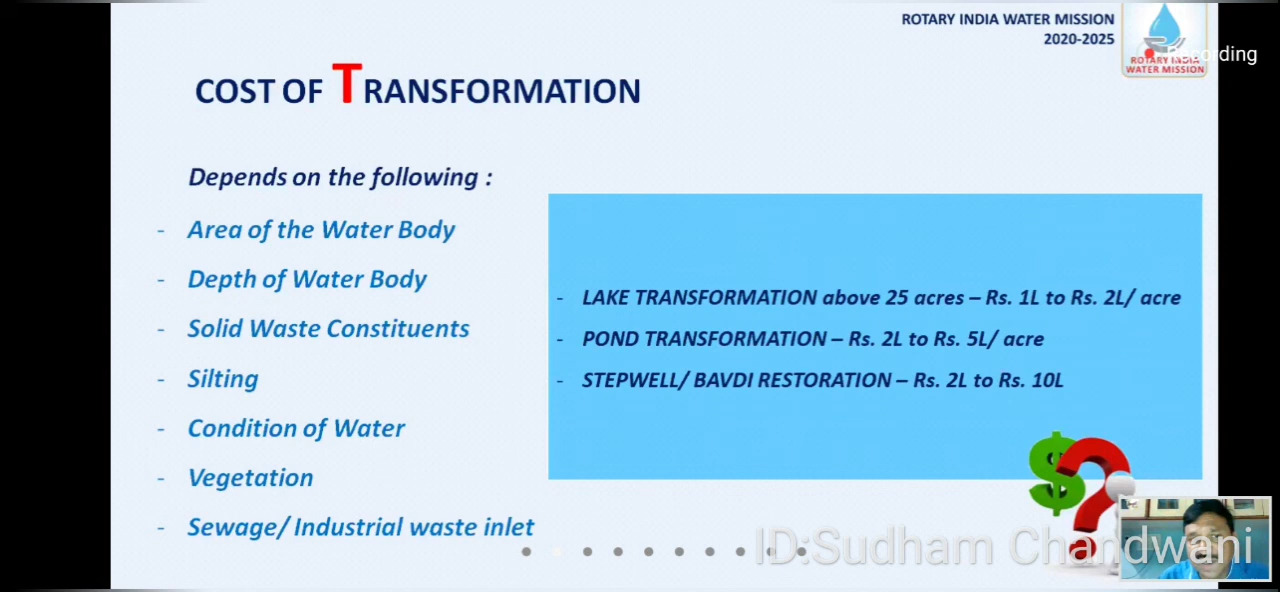 ROTARY INDIA WATER MISSION
2020-2025
Recording
ROTARY INDIA
WATER MISSION
COST OF TRANSFORMATION
Depends on the following :
- Area of the Water Body
- Depth of Water Body
- Solid Waste Constituents
- Silting
- Condition of Water
- Vegetation
- Sewage/ Industrial waste inlet
- LAKE TRANSFORMATION above 25 acres – Rs. 1L to Rs. 2L/ acre
- POND TRANSFORMATION – Rs. 2L to Rs. 5L/ acre
- STEPWELL/ BAVDI RESTORATION – Rs. 2L to Rs. 10L
$?
ID:Sudham Chandwani